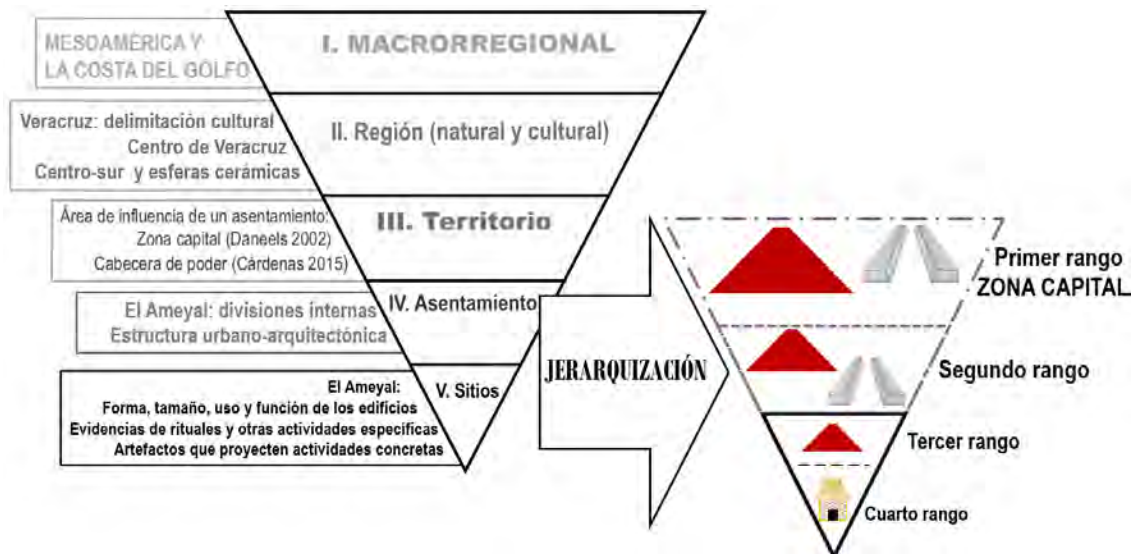 MESOAMÉRICA Y
LA COSTA DEL GOLFO
I. MACRORREGIONAL
Veracruz: delimitación cultural
Centro de Veracruz
Centro-sur y esferas cerámicas
II. Región (natural y cultural)
Área de influencia de un asentamiento:
Zona capital (Daneels 2002)
Cabecera de poder (Cárdenas 2015)
III. Territorio
El Ameyal: divisiones internas
Estructura urbano-arquitectónica
IV. Asentamiento
El Ameyal:
Forma, tamaño, uso y función de los edificios
Evidencias de rituales y otras actividades específicas
Artefactos que proyecten actividades concretas
V. Sitios
JERARQUIZACIÓN
Primer rango
ZONA CAPITAL
Segundo rango
Tercer rango
Cuarto rango